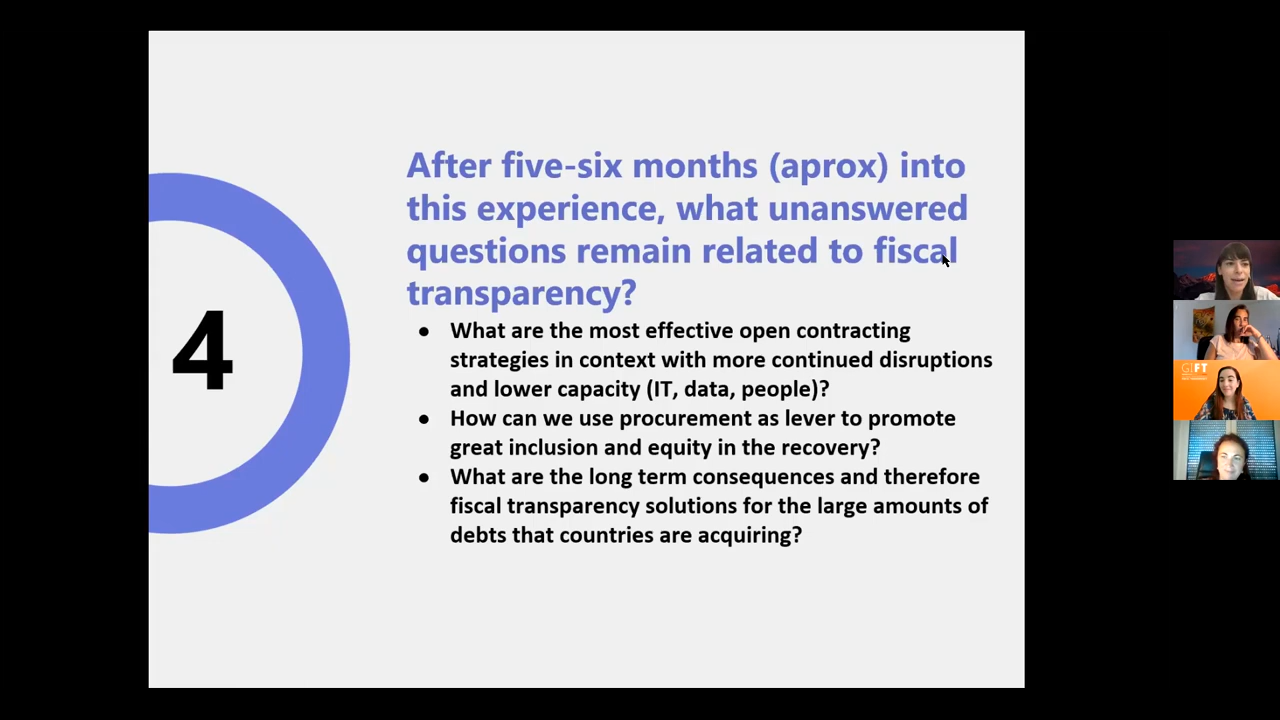 4
After five-six months (aprox) into
this experience, what unanswered
questions remain related to fiscal
transparency?
● What are the most effective open contracting
strategies in context with more continued disruptions
and lower capacity (IT, data, people)?
● How can we use procurement as lever to promote
great inclusion and equity in the recovery?
● What are the long term consequences and therefore
fiscal transparency solutions for the large amounts of
debts that countries are acquiring?
GIFT